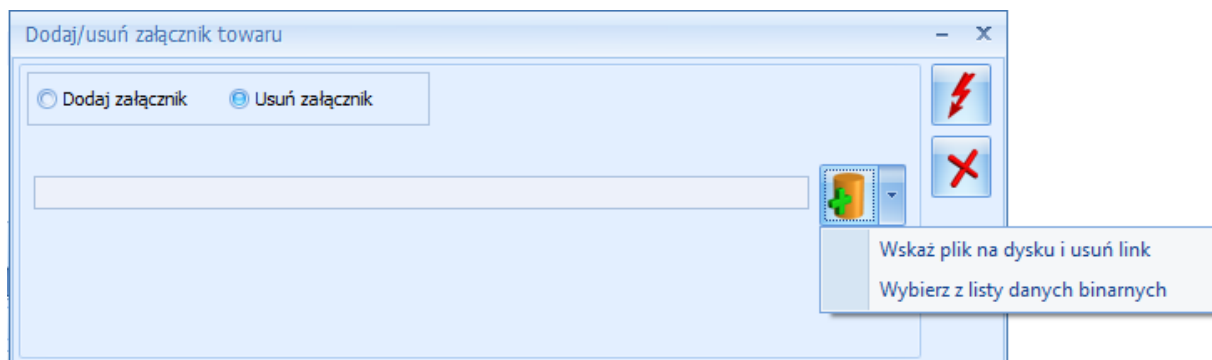 Dodaj/usuń załącznik towaru
Dodaj załącznik Usuń załącznik
Wskaż plik na dysku i usuń link
Wybierz z listy danych binarnych